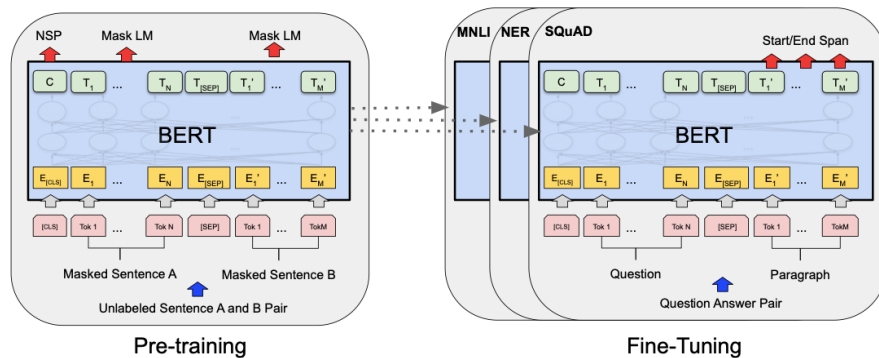 NSP Mask LM Mask LM
C T1 ... TN T[SEP] T1' ... TM'
BERT
E[CLS] E1 ... EN E[SEP] E1' ... EM'
[CLS] Tok 1 ... Tok N [SEP] Tok 1 ... TokM
Masked Sentence A Masked Sentence B
Unlabeled Sentence A and B Pair
Pre-training
MNLI NER SQuAD
Start/End Span
C T1 ... TN T[SEP] T1' ... TM'
BERT
E[CLS] E1 ... EN E[SEP] E1' ... EM'
[CLS] Tok 1 ... Tok N [SEP] Tok 1 ... TokM
Question Paragraph
Question Answer Pair
Fine-Tuning